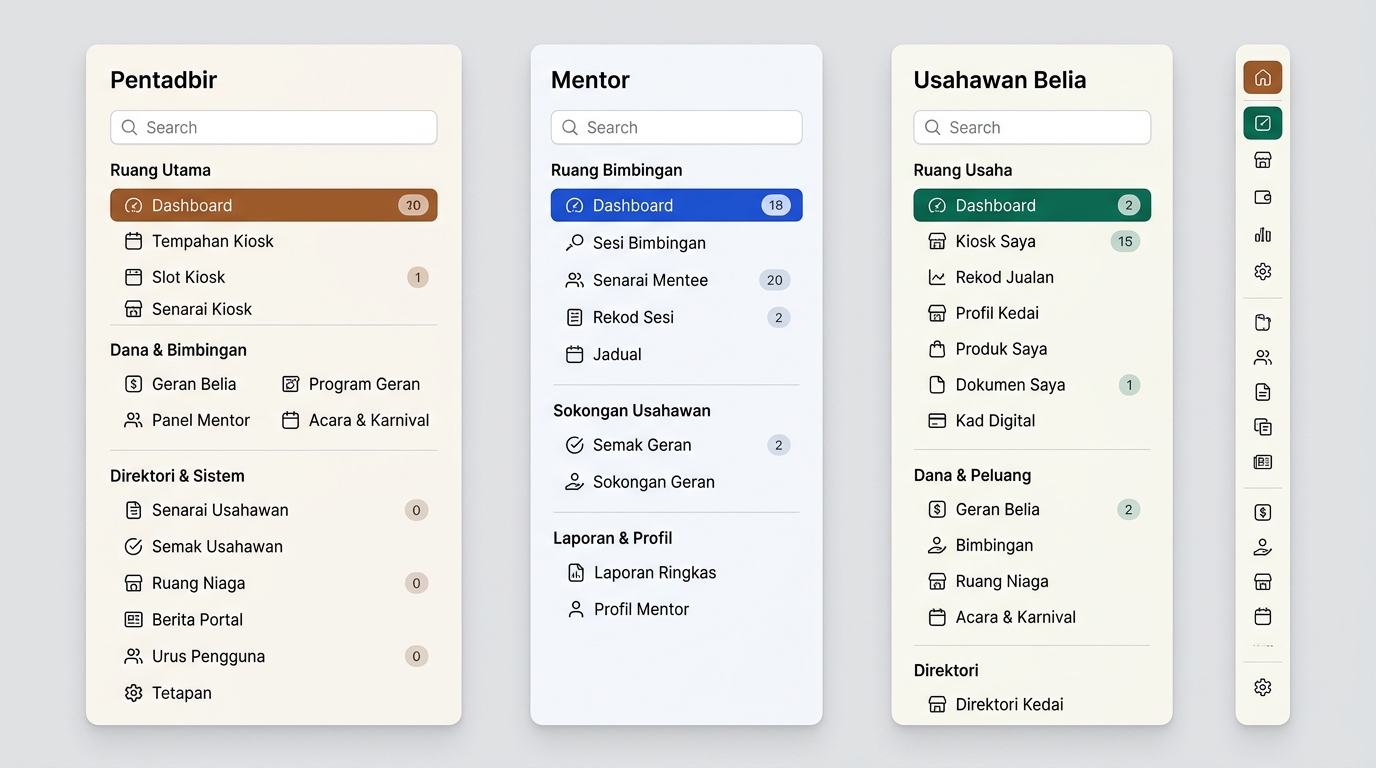 Pentadbir
Search
Ruang Utama
Dashboard 10
Tempahan Kiosk
Slot Kiosk 1
Senarai Kiosk
Dana & Bimbingan
Geran Belia Program Geran
Panel Mentor Acara & Karnival
Direktori & Sistem
Senarai Usahawan 0
Semak Usahawan
Ruang Niaga 0
Berita Portal
Urus Pengguna 0
Tetapan
Mentor
Search
Ruang Bimbingan
Dashboard 18
Sesi Bimbingan
Senarai Mentee 20
Rekod Sesi 2
Jadual
Sokongan Usahawan
Semak Geran 2
Sokongan Geran
Laporan & Profil
Laporan Ringkas
Profil Mentor
Usahawan Belia
Search
Ruang Usaha
Dashboard 2
Kiosk Saya 15
Rekod Jualan
Profil Kedai
Produk Saya
Dokumen Saya 1
Kad Digital
Dana & Peluang
Geran Belia 2
Bimbingan
Ruang Niaga
Acara & Karnival
Direktori
Direktori Kedai